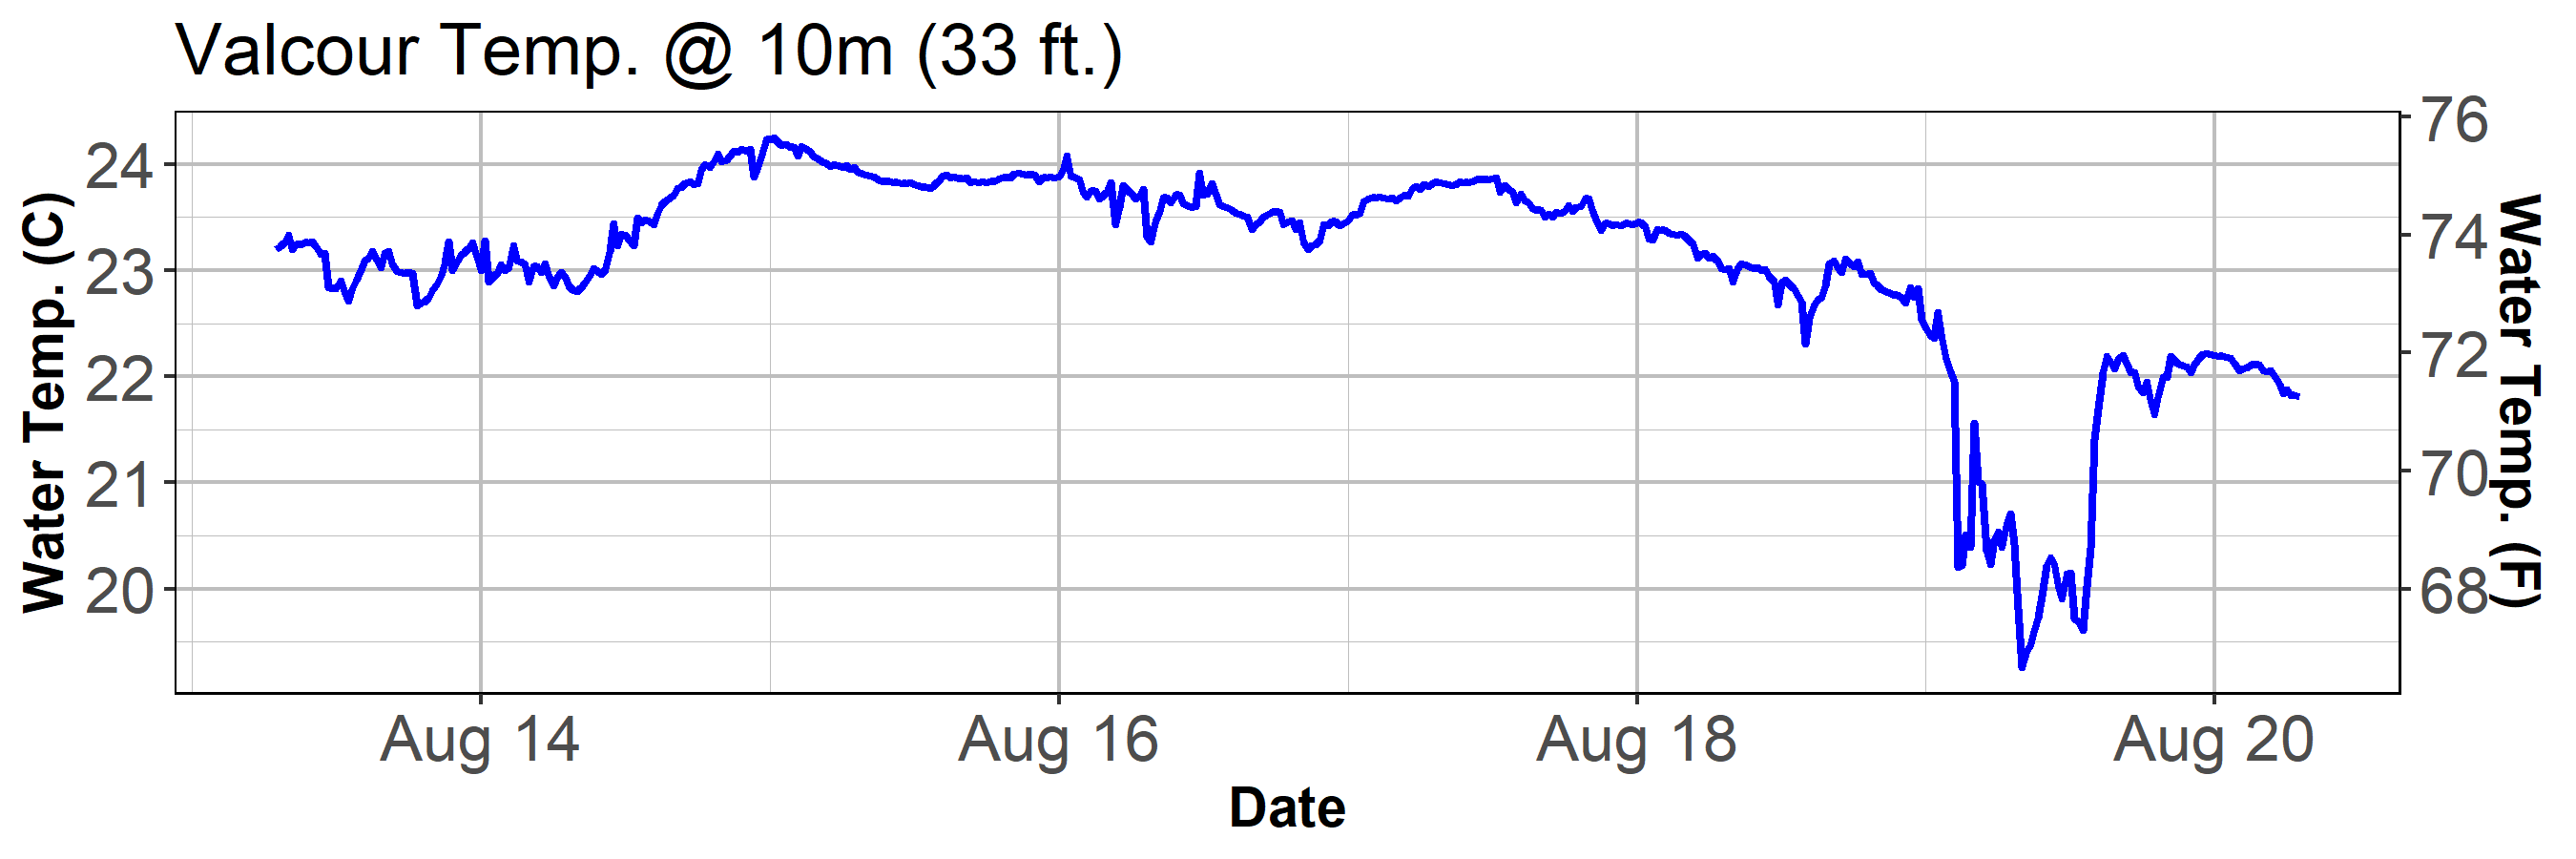 Valcour Temp. @ 10m (33 ft.)
Water Temp. (C)
24
23
22
21
20
76
74
72
70
68
Water Temp. (F)
Aug 14 Aug 16 Aug 18 Aug 20
Date